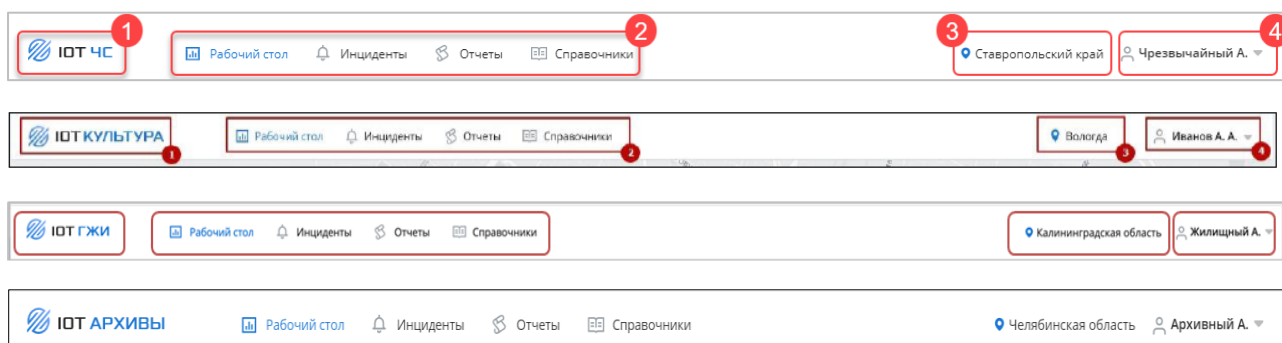 1 2 3 4
IOT ЧС Рабочий стол Инциденты Отчеты Справочники Ставропольский край Чрезвычайный А.
IOT КУЛЬТУРА Рабочий стол Инциденты Отчеты Справочники Вологда Иванов А. А.
1 2 3 4
IOT ГЖИ Рабочий стол Инциденты Отчеты Справочники Калининградская область Жилищный А.
IOT АРХИВЫ Рабочий стол Инциденты Отчеты Справочники Челябинская область Архивный А.